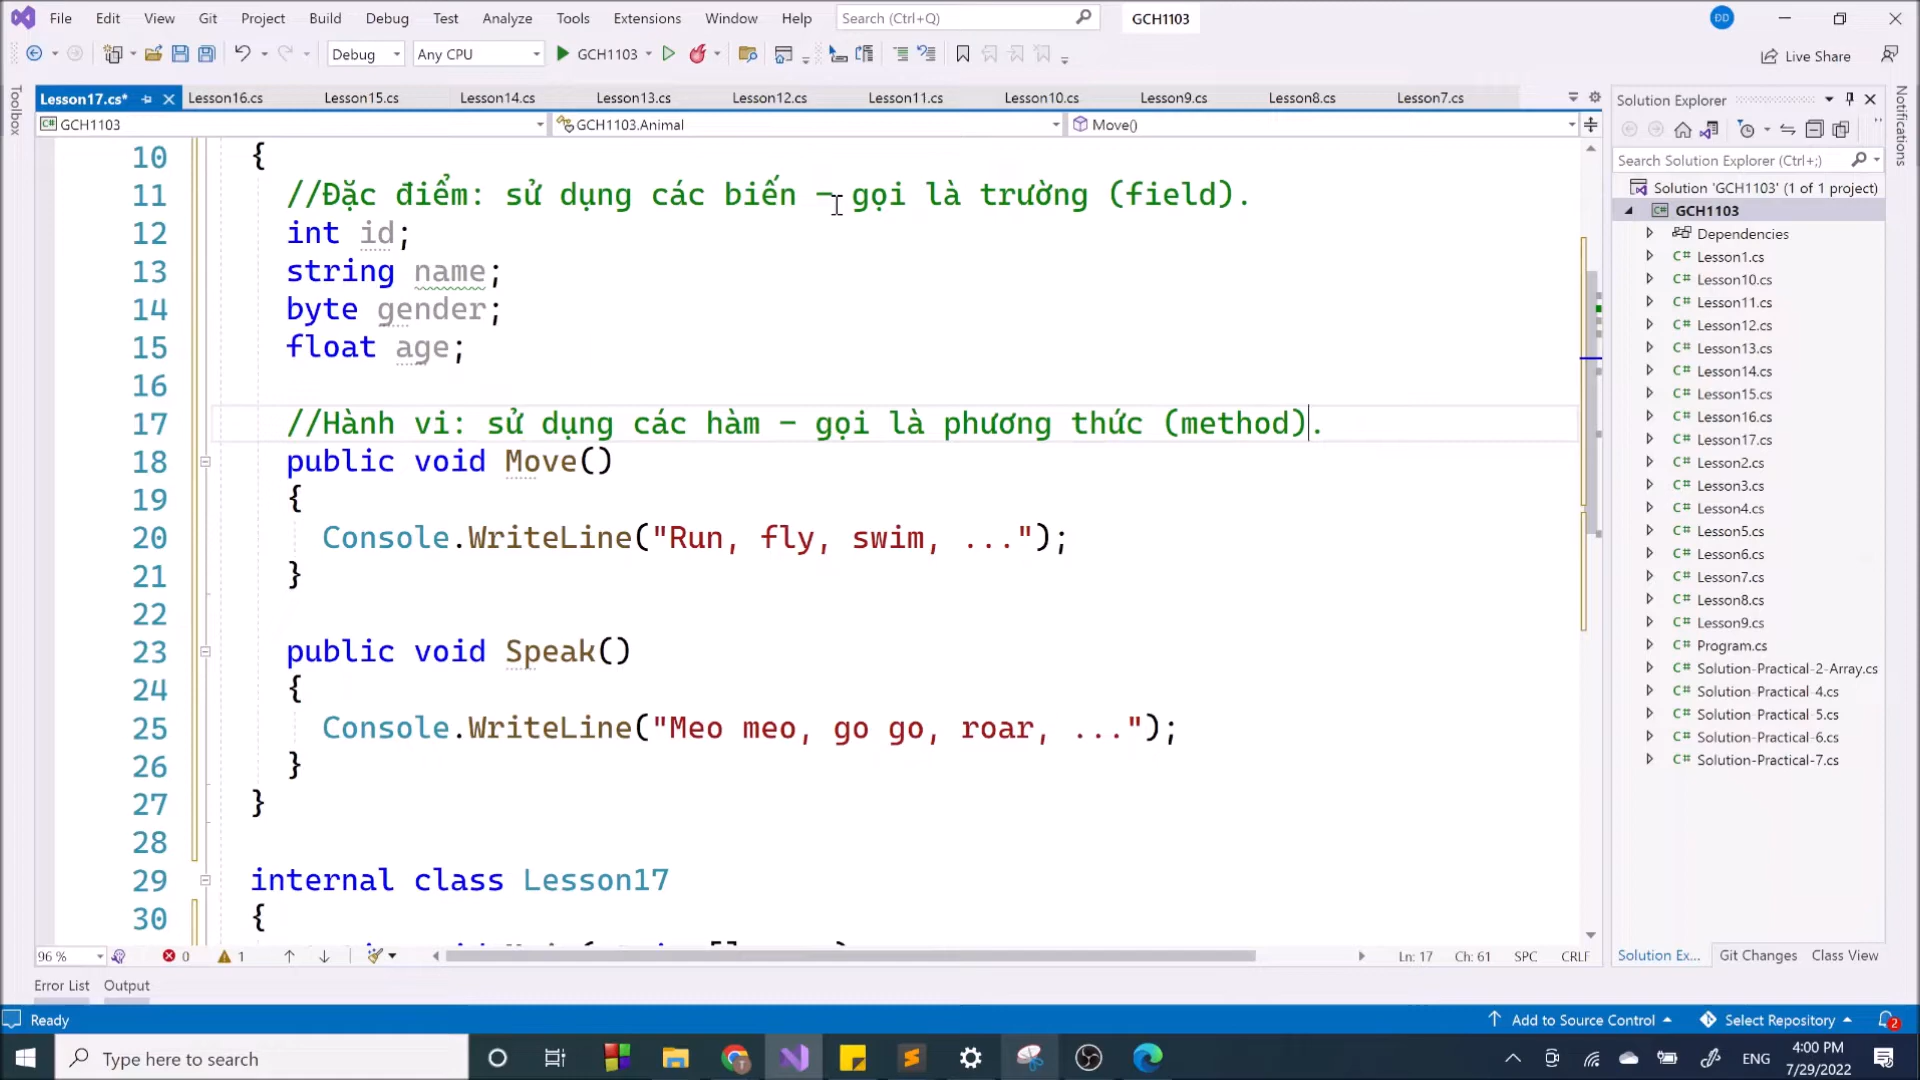 File Edit View Git Project Build Debug Test Analyze Tools Extensions Window Help Search (Ctrl+Q) GCH1103 ĐD
Debug Any CPU GCH1103 Live Share
Lesson17.cs* Lesson16.cs Lesson15.cs Lesson14.cs Lesson13.cs Lesson12.cs Lesson11.cs Lesson10.cs Lesson9.cs Lesson8.cs Lesson7.cs
GCH1103 GCH1103.Animal Move()
Toolbox
10 {
11 //Đặc điểm: sử dụng các biến - gọi là trường (field).
12 int id;
13 string name;
14 byte gender;
15 float age;
16
17 //Hành vi: sử dụng các hàm - gọi là phương thức (method).
18 public void Move()
19 {
20 Console.WriteLine("Run, fly, swim, ...");
21 }
22
23 public void Speak()
24 {
25 Console.WriteLine("Meo meo, go go, roar, ...");
26 }
27 }
28
29 internal class Lesson17
30 {
96 % 0 1 Ln: 17 Ch: 61 SPC CRLF
Error List Output
Solution Explorer
Search Solution Explorer (Ctrl+;)
Solution 'GCH1103' (1 of 1 project)
GCH1103
Dependencies
C# Lesson1.cs
C# Lesson10.cs
C# Lesson11.cs
C# Lesson12.cs
C# Lesson13.cs
C# Lesson14.cs
C# Lesson15.cs
C# Lesson16.cs
C# Lesson17.cs
C# Lesson2.cs
C# Lesson3.cs
C# Lesson4.cs
C# Lesson5.cs
C# Lesson6.cs
C# Lesson7.cs
C# Lesson8.cs
C# Lesson9.cs
C# Program.cs
C# Solution-Practical-2-Array.cs
C# Solution-Practical-4.cs
C# Solution-Practical-5.cs
C# Solution-Practical-6.cs
C# Solution-Practical-7.cs
Solution Ex... Git Changes Class View
Notifications
Ready Add to Source Control Select Repository 2
Type here to search ENG 4:00 PM
7/29/2022